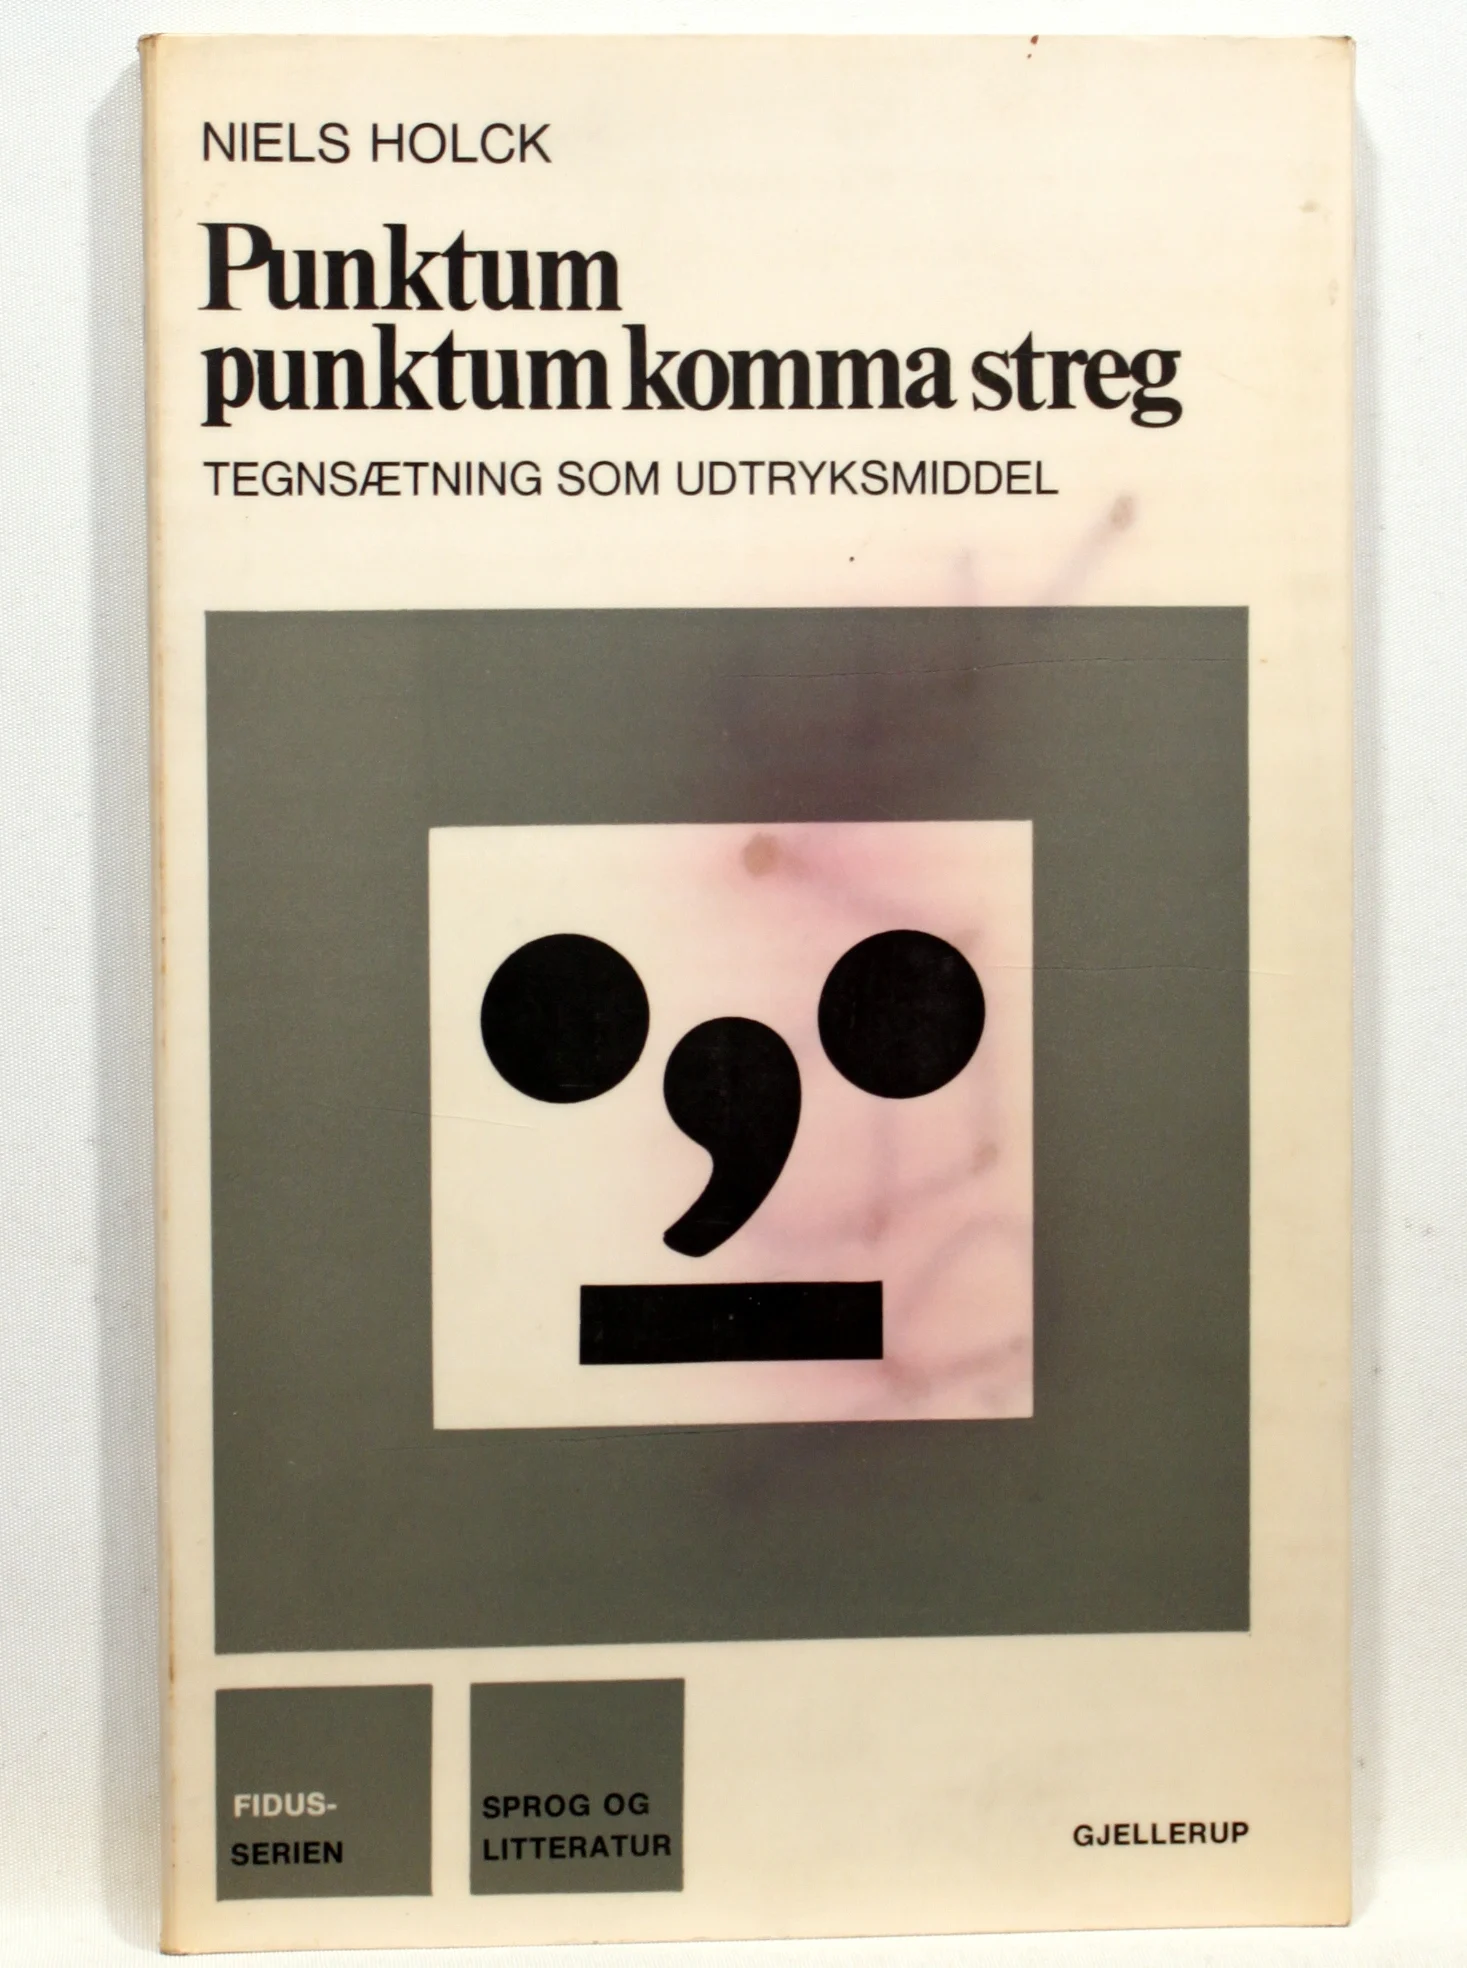 NIELS HOLCK
Punktum
punktum komma streg
TEGNSÆTNING SOM UDTRYKSMIDDEL
FIDUS-
SERIEN
SPROG OG
LITTERATUR
GJELLERUP